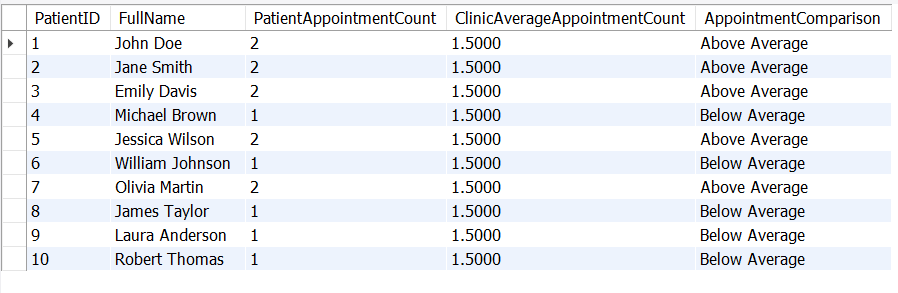 PatientID FullName PatientAppointmentCount ClinicAverageAppointmentCount AppointmentComparison
1 John Doe 2 1.5000 Above Average
2 Jane Smith 2 1.5000 Above Average
3 Emily Davis 2 1.5000 Above Average
4 Michael Brown 1 1.5000 Below Average
5 Jessica Wilson 2 1.5000 Above Average
6 William Johnson 1 1.5000 Below Average
7 Olivia Martin 2 1.5000 Above Average
8 James Taylor 1 1.5000 Below Average
9 Laura Anderson 1 1.5000 Below Average
10 Robert Thomas 1 1.5000 Below Average